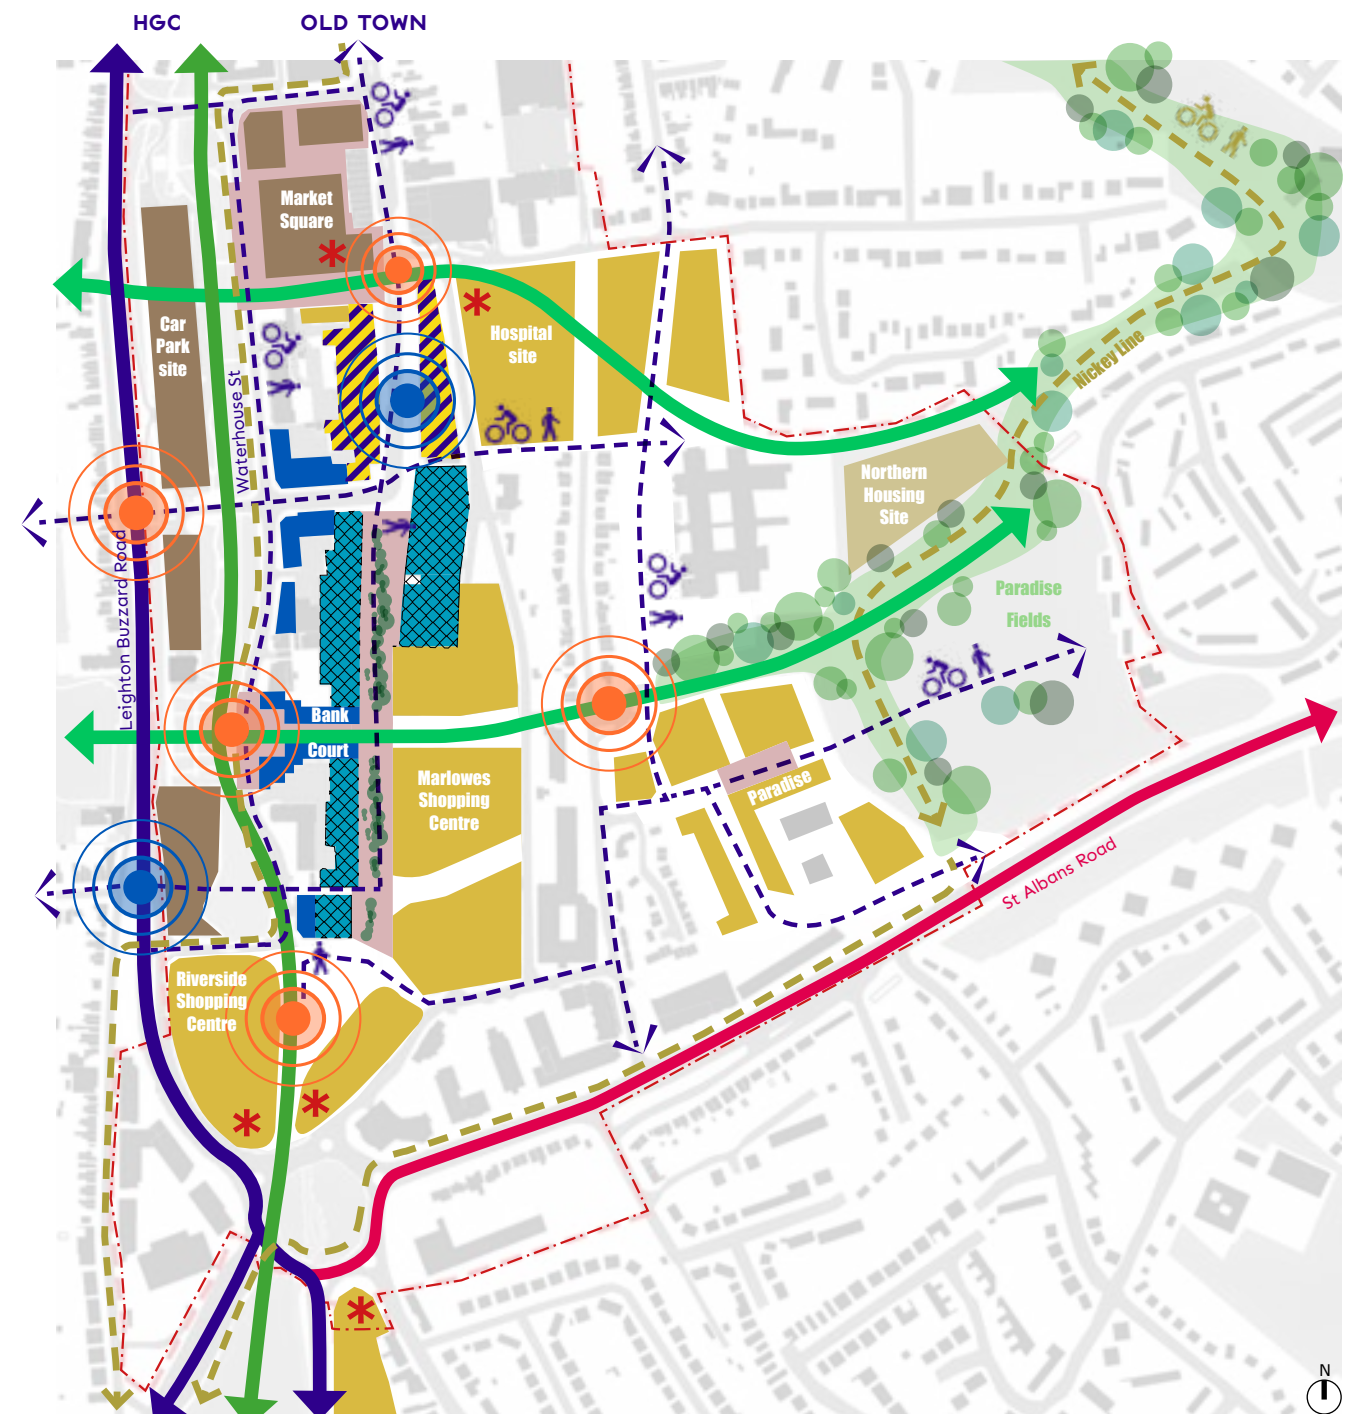 HGC
OLD TOWN
Market
Square
Car
Park
site
Hospital
site
Waterhouse St
Nickey Line
Northern
Housing
Site
Leighton Buzzard Road
Paradise
Fields
Bank
Court
Marlowes
Shopping
Centre
Paradise
St Albans Road
Riverside
Shopping
Centre
N